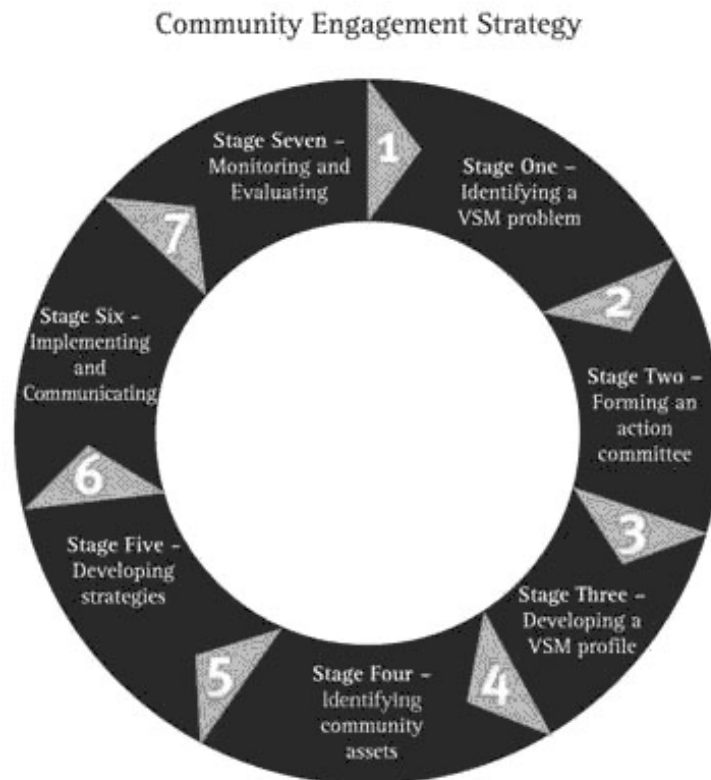 Community Engagement Strategy
1
Stage One –
Identifying a
VSM problem
2
Stage Two –
Forming an
action
committee
3
Stage Three –
Developing a
VSM profile
4
Stage Four –
Identifying
community
assets
5
Stage Five –
Developing
strategies
6
Stage Six –
Implementing
and
Communicating
7
Stage Seven –
Monitoring and
Evaluating